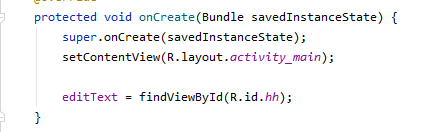 @Override
protected void onCreate(Bundle savedInstanceState) {
super.onCreate(savedInstanceState);
setContentView(R.layout.activity_main);
editText = findViewById(R.id.hh);
}